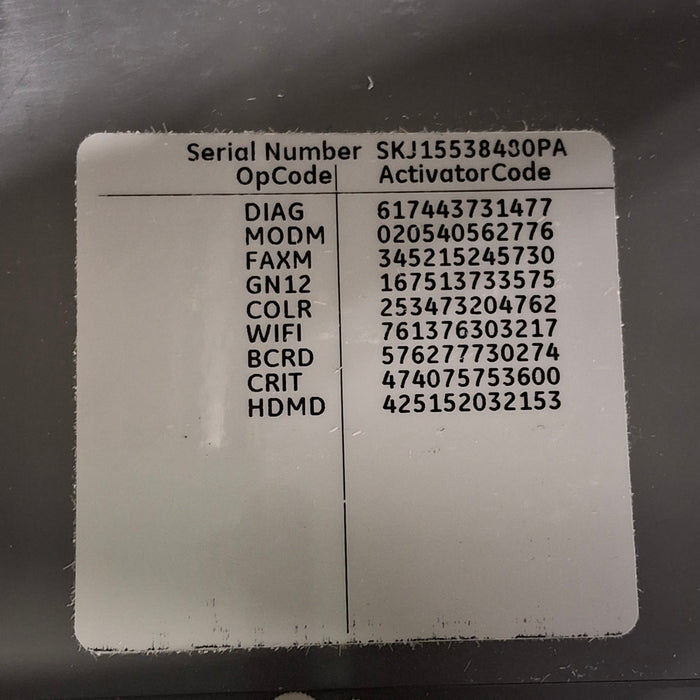 Serial Number SKJ15538480PA
OpCode ActivatorCode
DIAG 617443731477
MODM 020540562776
FAXM 345215245730
GN12 167513733575
COLR 253473204762
WIFI 761376303217
BCRD 576277730274
CRIT 474075753600
HDMD 425152032153